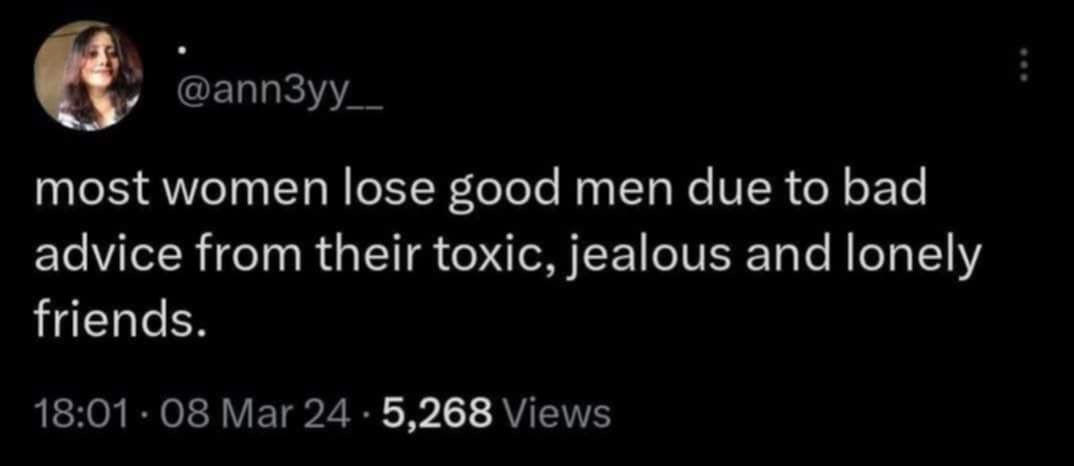 .
@ann3yy__
most women lose good men due to bad
advice from their toxic, jealous and lonely
friends.
18:01 · 08 Mar 24 · 5,268 Views